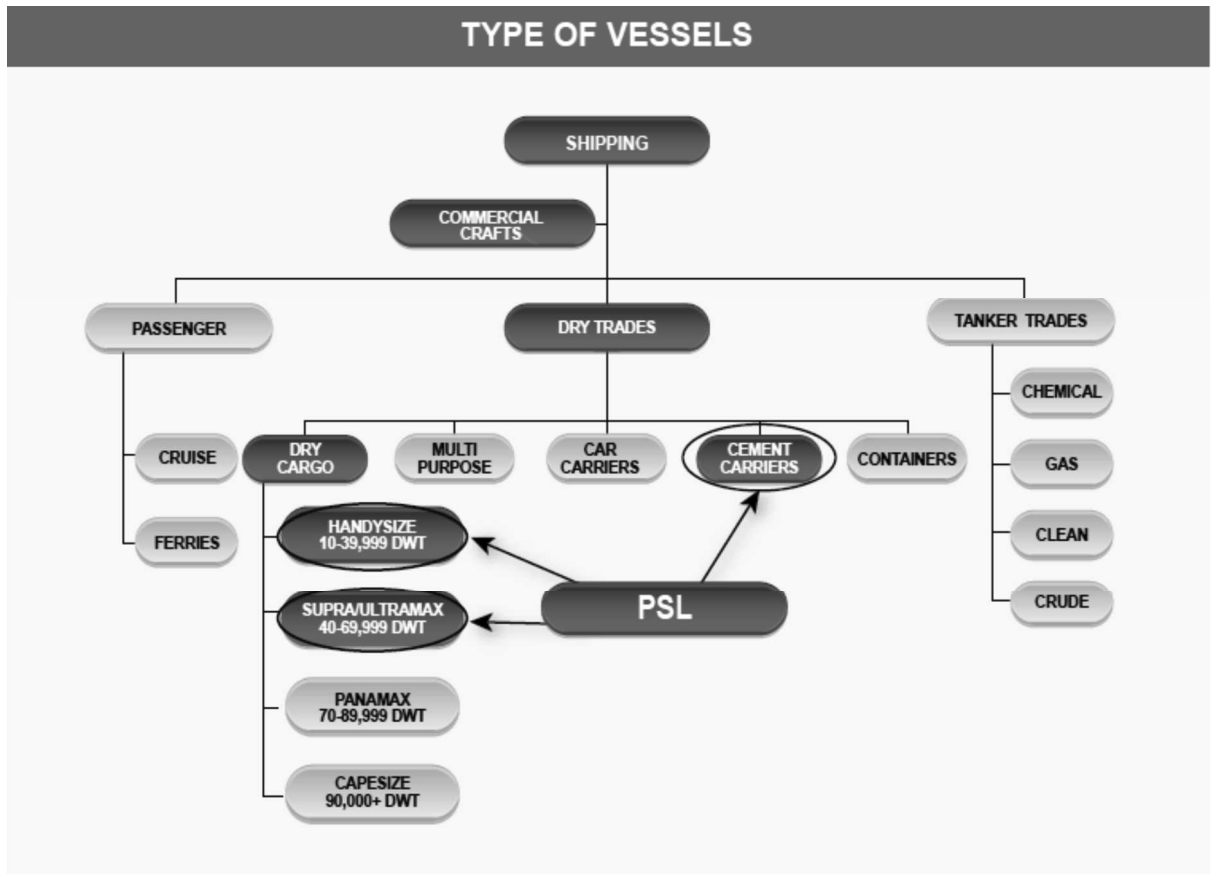 TYPE OF VESSELS
SHIPPING
COMMERCIAL
CRAFTS
PASSENGER
DRY TRADES
TANKER TRADES
CRUISE
FERRIES
DRY
CARGO
MULTI
PURPOSE
CAR
CARRIERS
CEMENT
CARRIERS
CONTAINERS
HANDYSIZE
10-39,999 DWT
SUPRA/ULTRAMAX
40-69,999 DWT
PANAMAX
70-89,999 DWT
CAPESIZE
90,000+ DWT
PSL
CHEMICAL
GAS
CLEAN
CRUDE